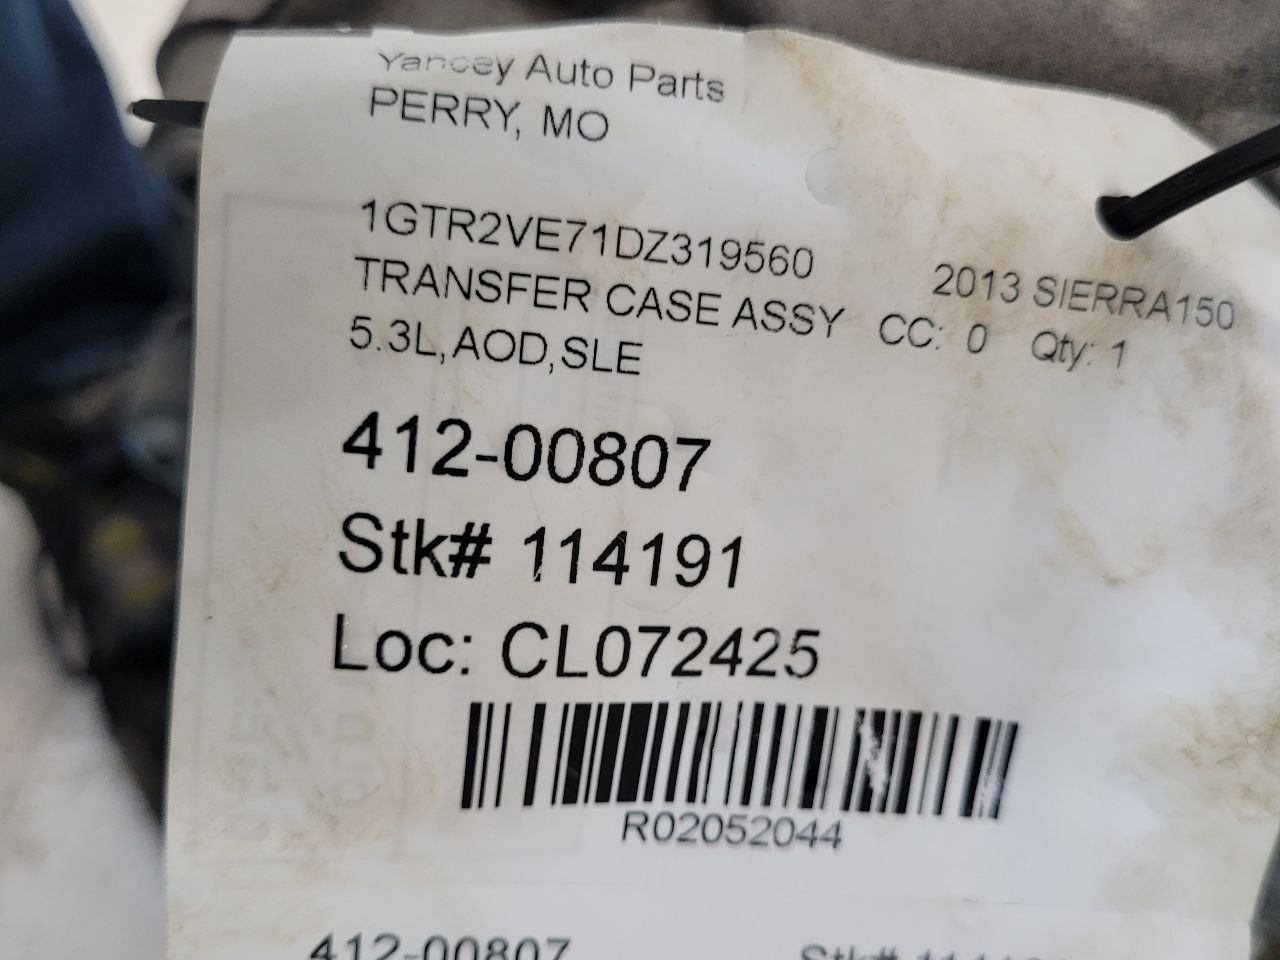 Yancey Auto Parts
PERRY, MO
1GTR2VE71DZ319560 2013 SIERRA150
TRANSFER CASE ASSY CC: 0 Qty: 1
5.3L,AOD,SLE
412-00807
Stk# 114191
Loc: CL072425
R02052044
412-00807 Stk#